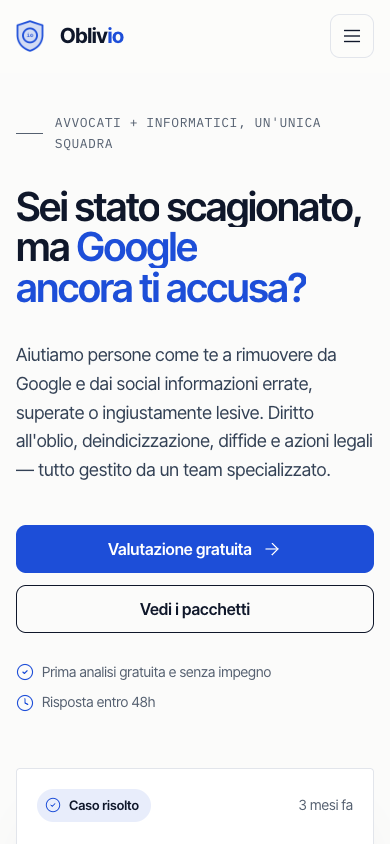 Oblivio
AVVOCATI + INFORMATICI, UN'UNICA
SQUADRA
Sei stato scagionato,
ma Google
ancora ti accusa?
Aiutiamo persone come te a rimuovere da
Google e dai social informazioni errate,
superate o ingiustamente lesive. Diritto
all'oblio, deindicizzazione, diffide e azioni legali
— tutto gestito da un team specializzato.
Valutazione gratuita
Vedi i pacchetti
Prima analisi gratuita e senza impegno
Risposta entro 48h
Caso risolto
3 mesi fa